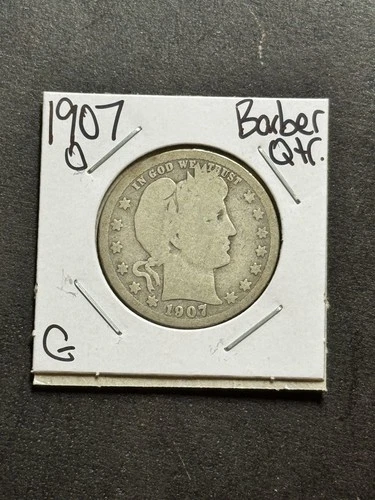 1907 Barber
O Qtr.
IN GOD WE TRUST
1907
G